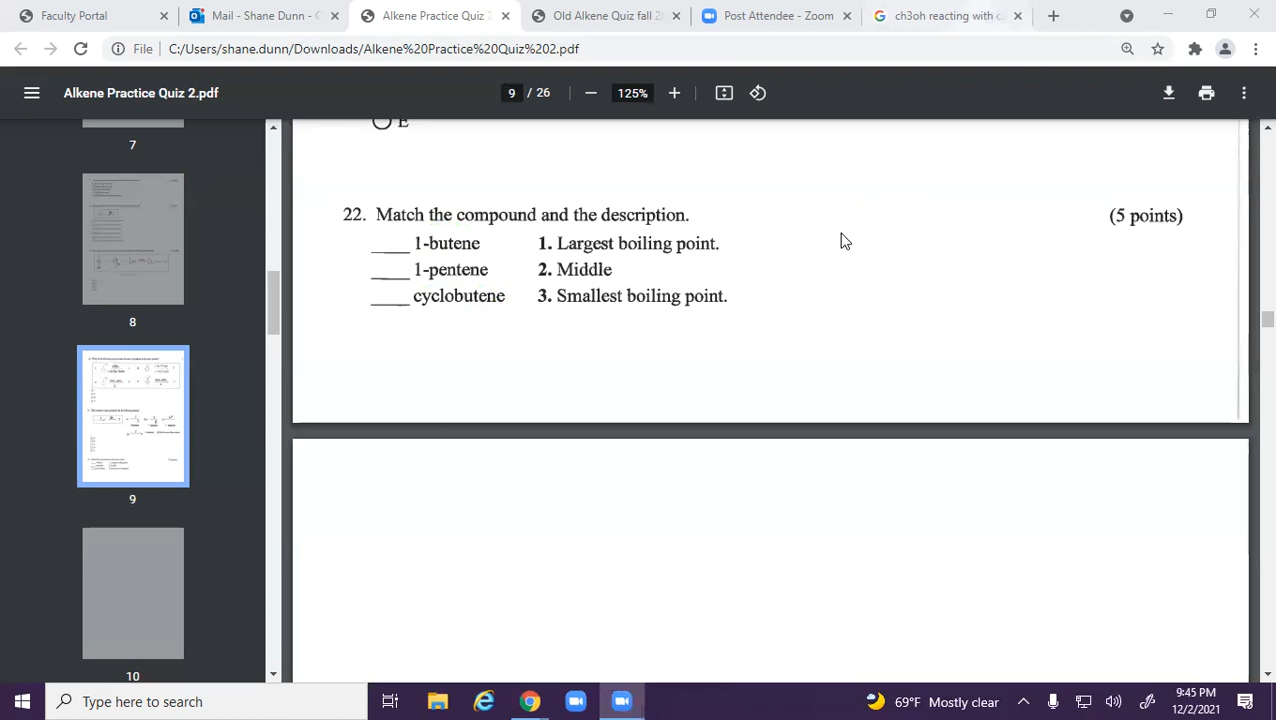 Faculty Portal
Mail - Shane Dunn - C
Alkene Practice Quiz 2
Old Alkene Quiz fall 2
Post Attendee - Zoom
ch3oh reacting with c
File
C:/Users/shane.dunn/Downloads/Alkene%20Practice%20Quiz%202.pdf
Alkene Practice Quiz 2.pdf
9 / 26
125%
7
8
9
10
E
22. Match the compound and the description. (5 points)
____ 1-butene 1. Largest boiling point.
____ 1-pentene 2. Middle
____ cyclobutene 3. Smallest boiling point.
Type here to search
69°F Mostly clear
9:45 PM
12/2/2021